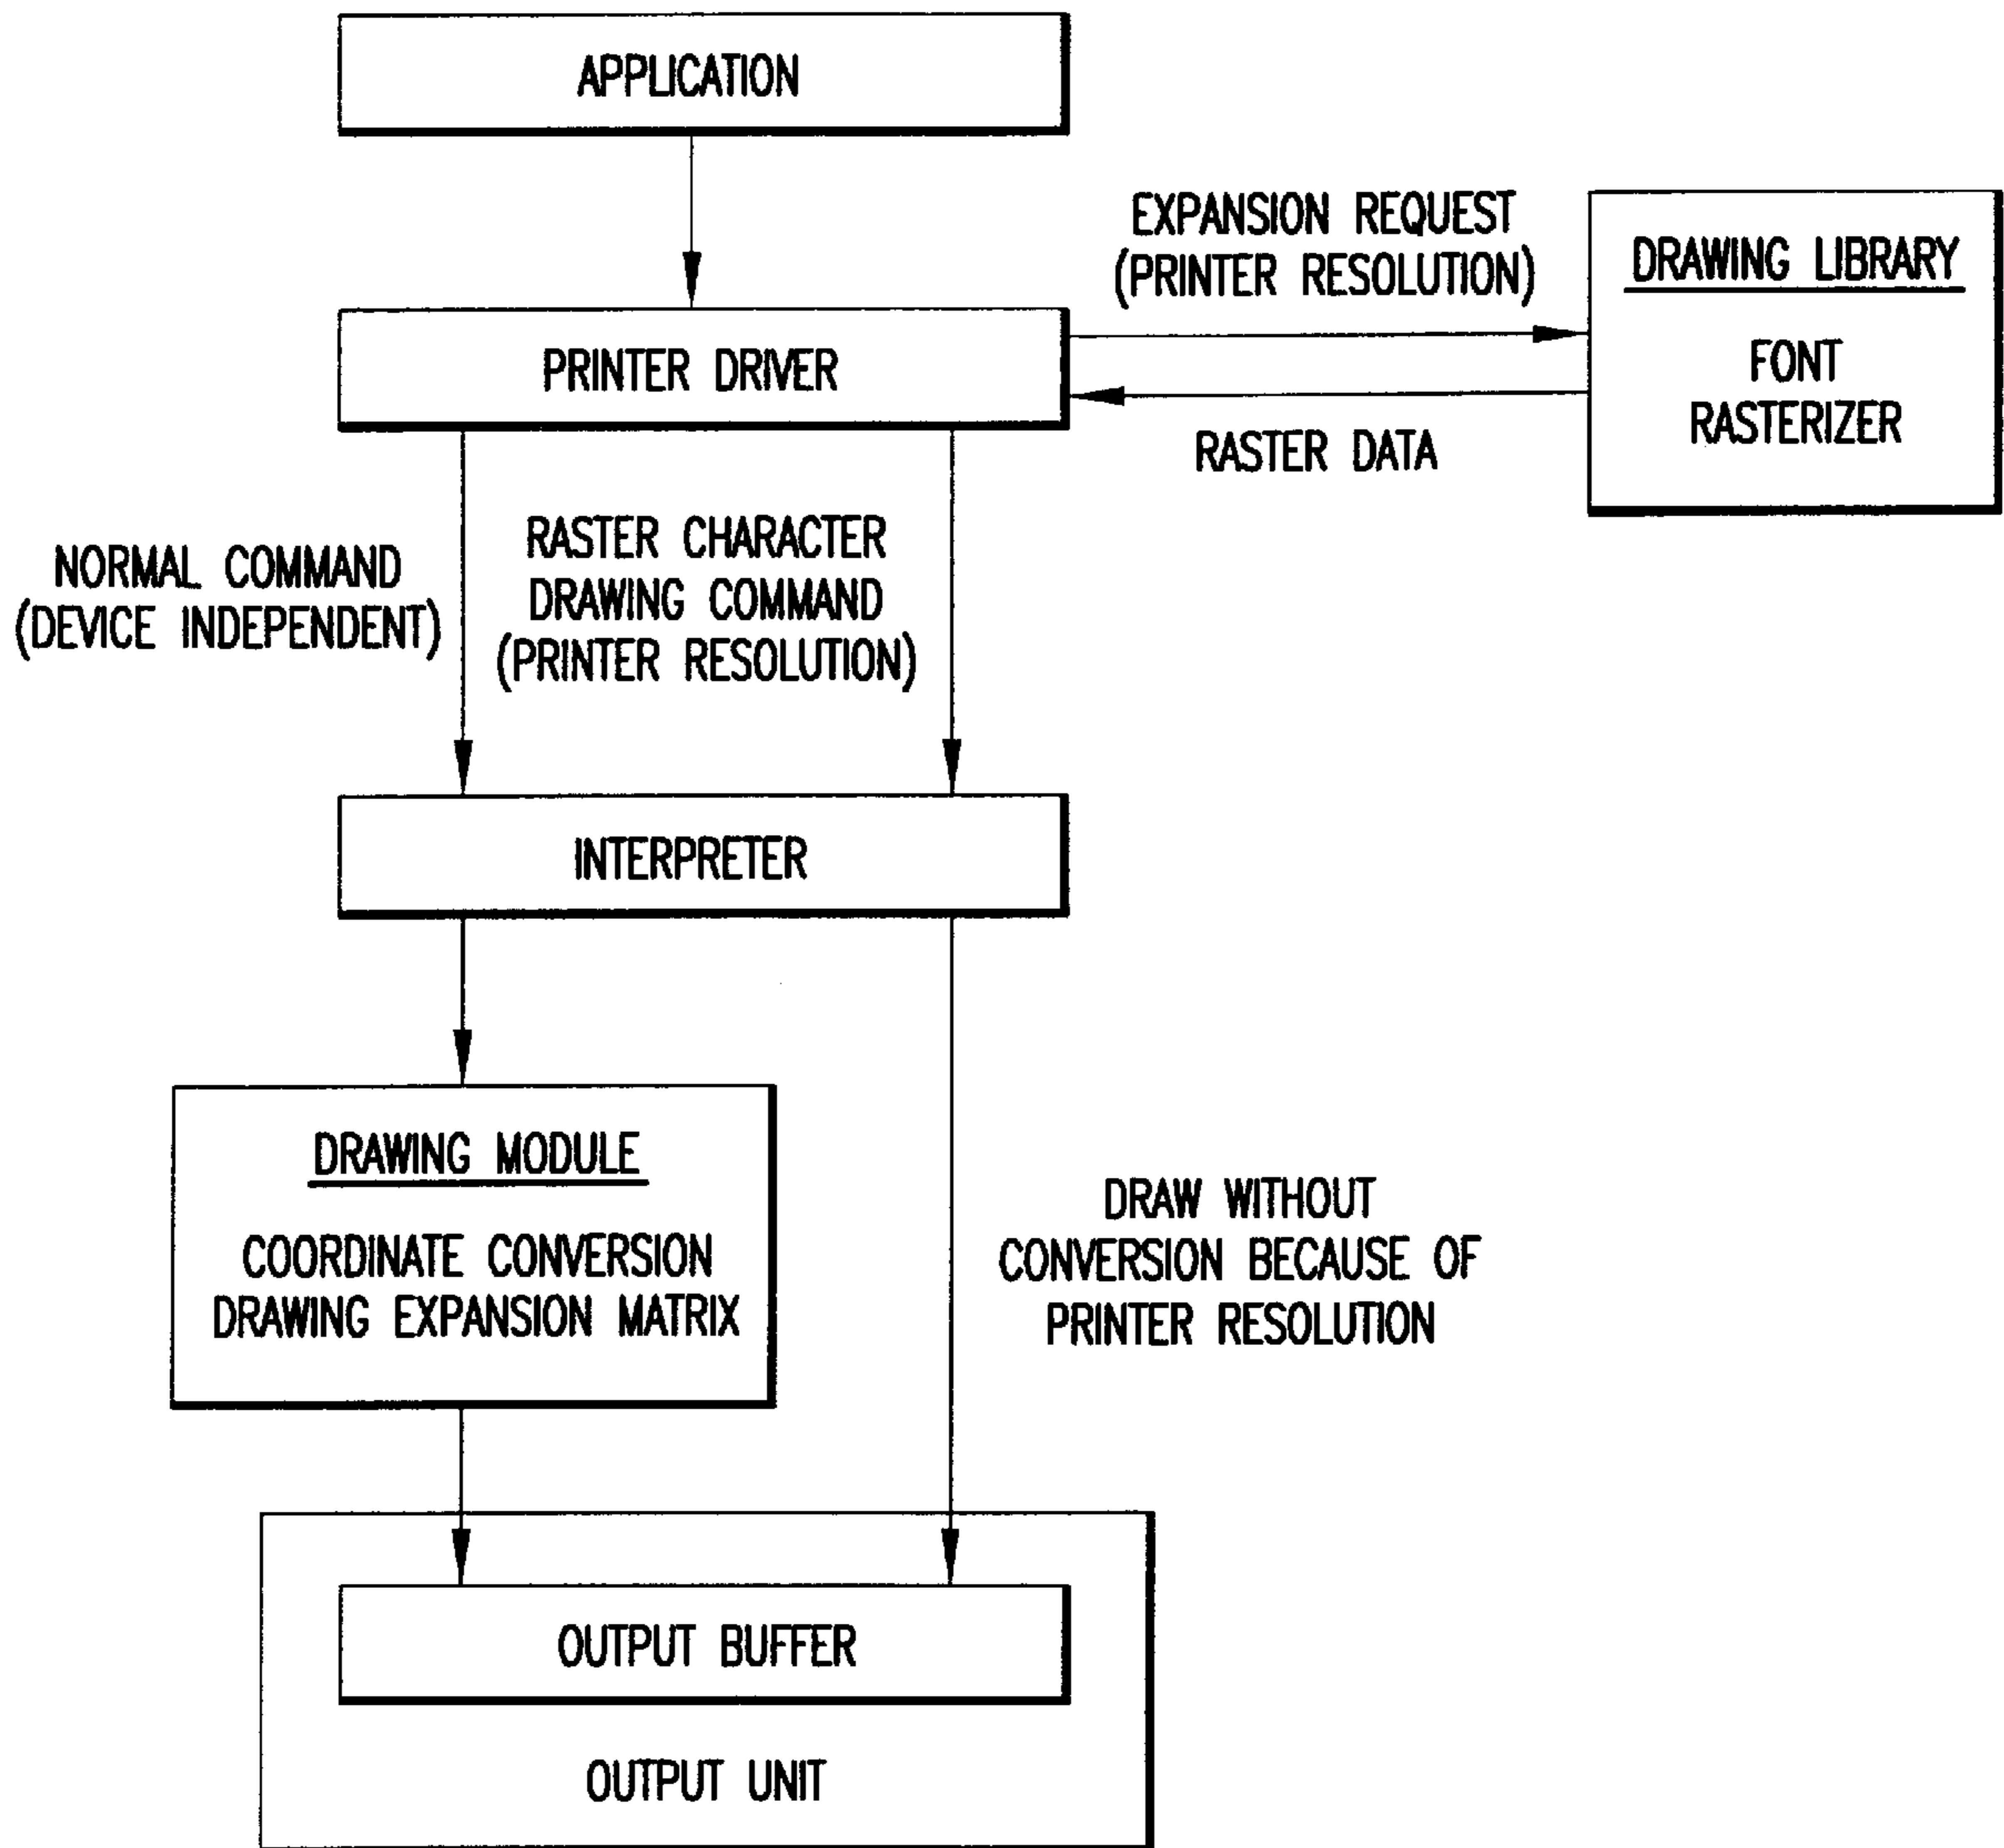 APPLICATION
EXPANSION REQUEST
(PRINTER RESOLUTION)
DRAWING LIBRARY
FONT
RASTERIZER
PRINTER DRIVER
RASTER DATA
NORMAL COMMAND
(DEVICE INDEPENDENT)
RASTER CHARACTER
DRAWING COMMAND
(PRINTER RESOLUTION)
INTERPRETER
DRAWING MODULE
COORDINATE CONVERSION
DRAWING EXPANSION MATRIX
DRAW WITHOUT
CONVERSION BECAUSE OF
PRINTER RESOLUTION
OUTPUT BUFFER
OUTPUT UNIT